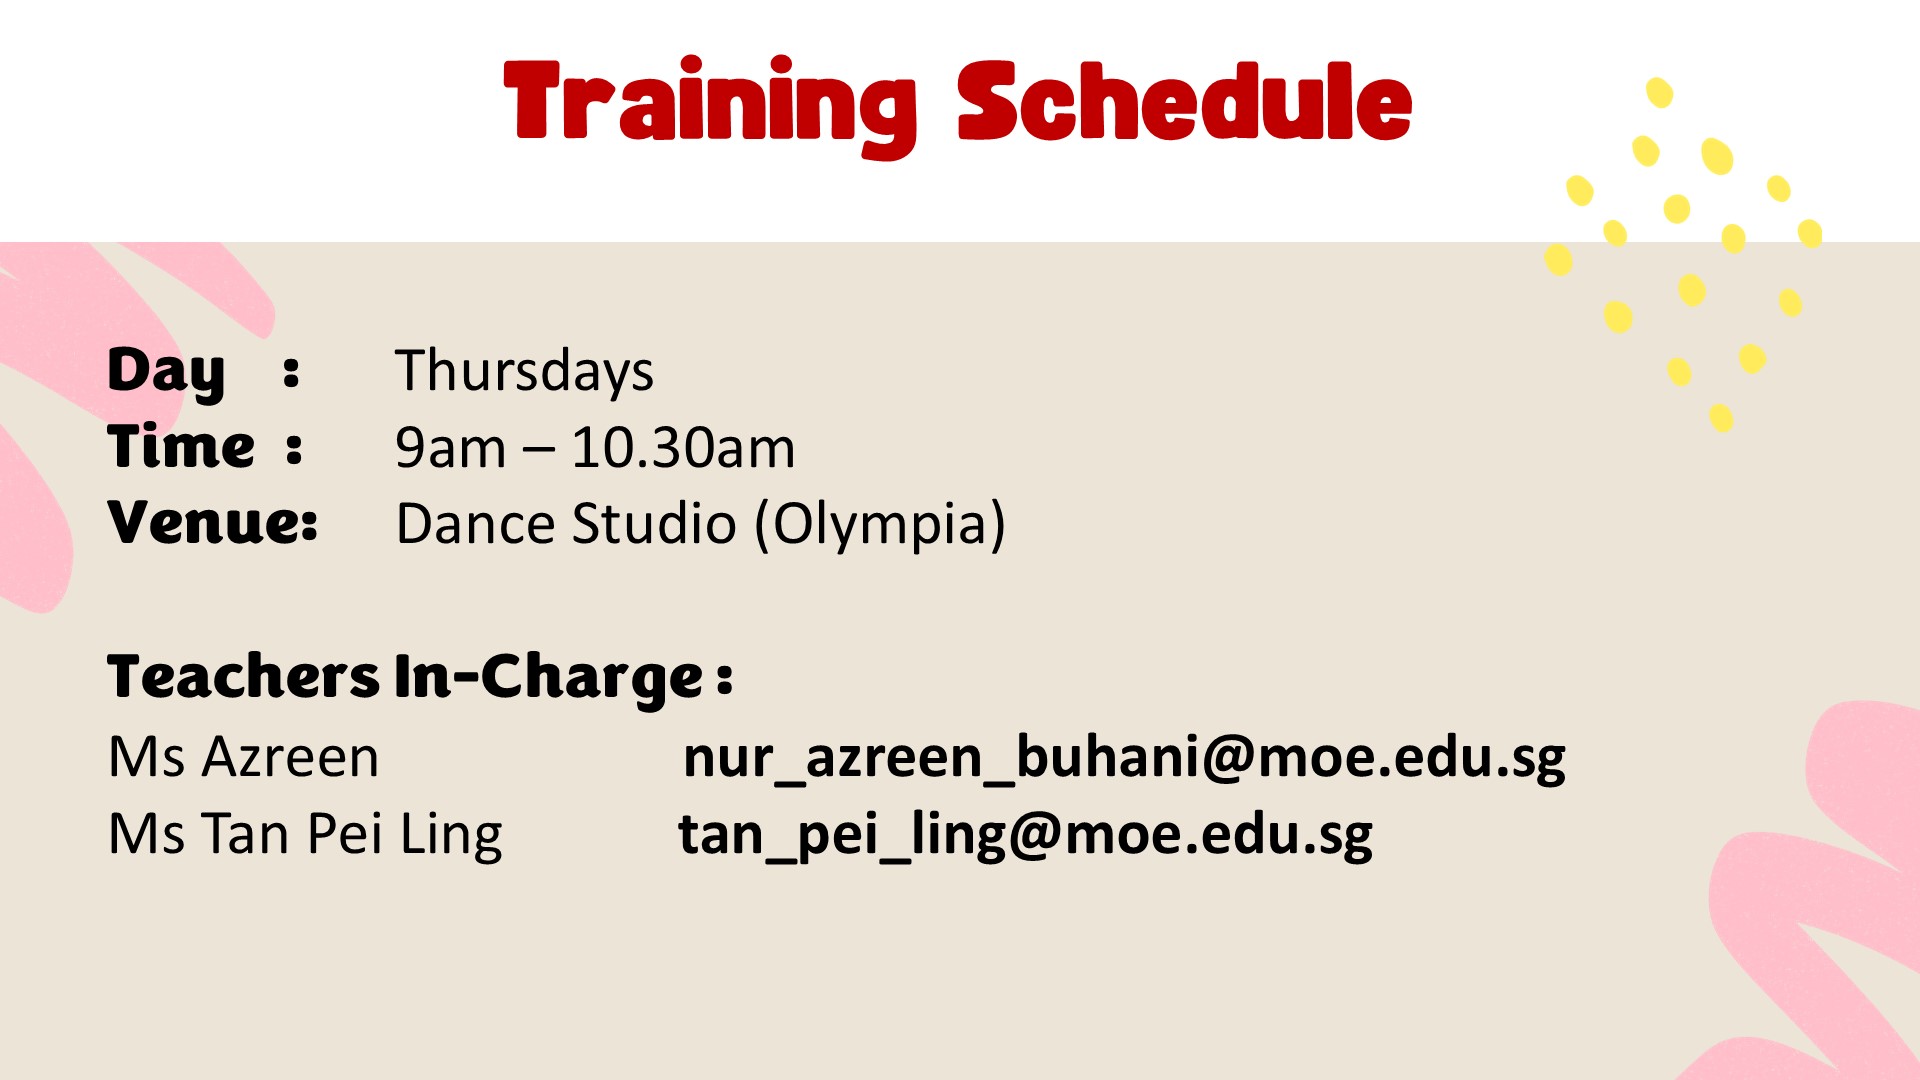 Training Schedule
Day : Thursdays
Time : 9am – 10.30am
Venue: Dance Studio (Olympia)
Teachers In-Charge :
Ms Azreen nur_azreen_buhani@moe.edu.sg
Ms Tan Pei Ling tan_pei_ling@moe.edu.sg